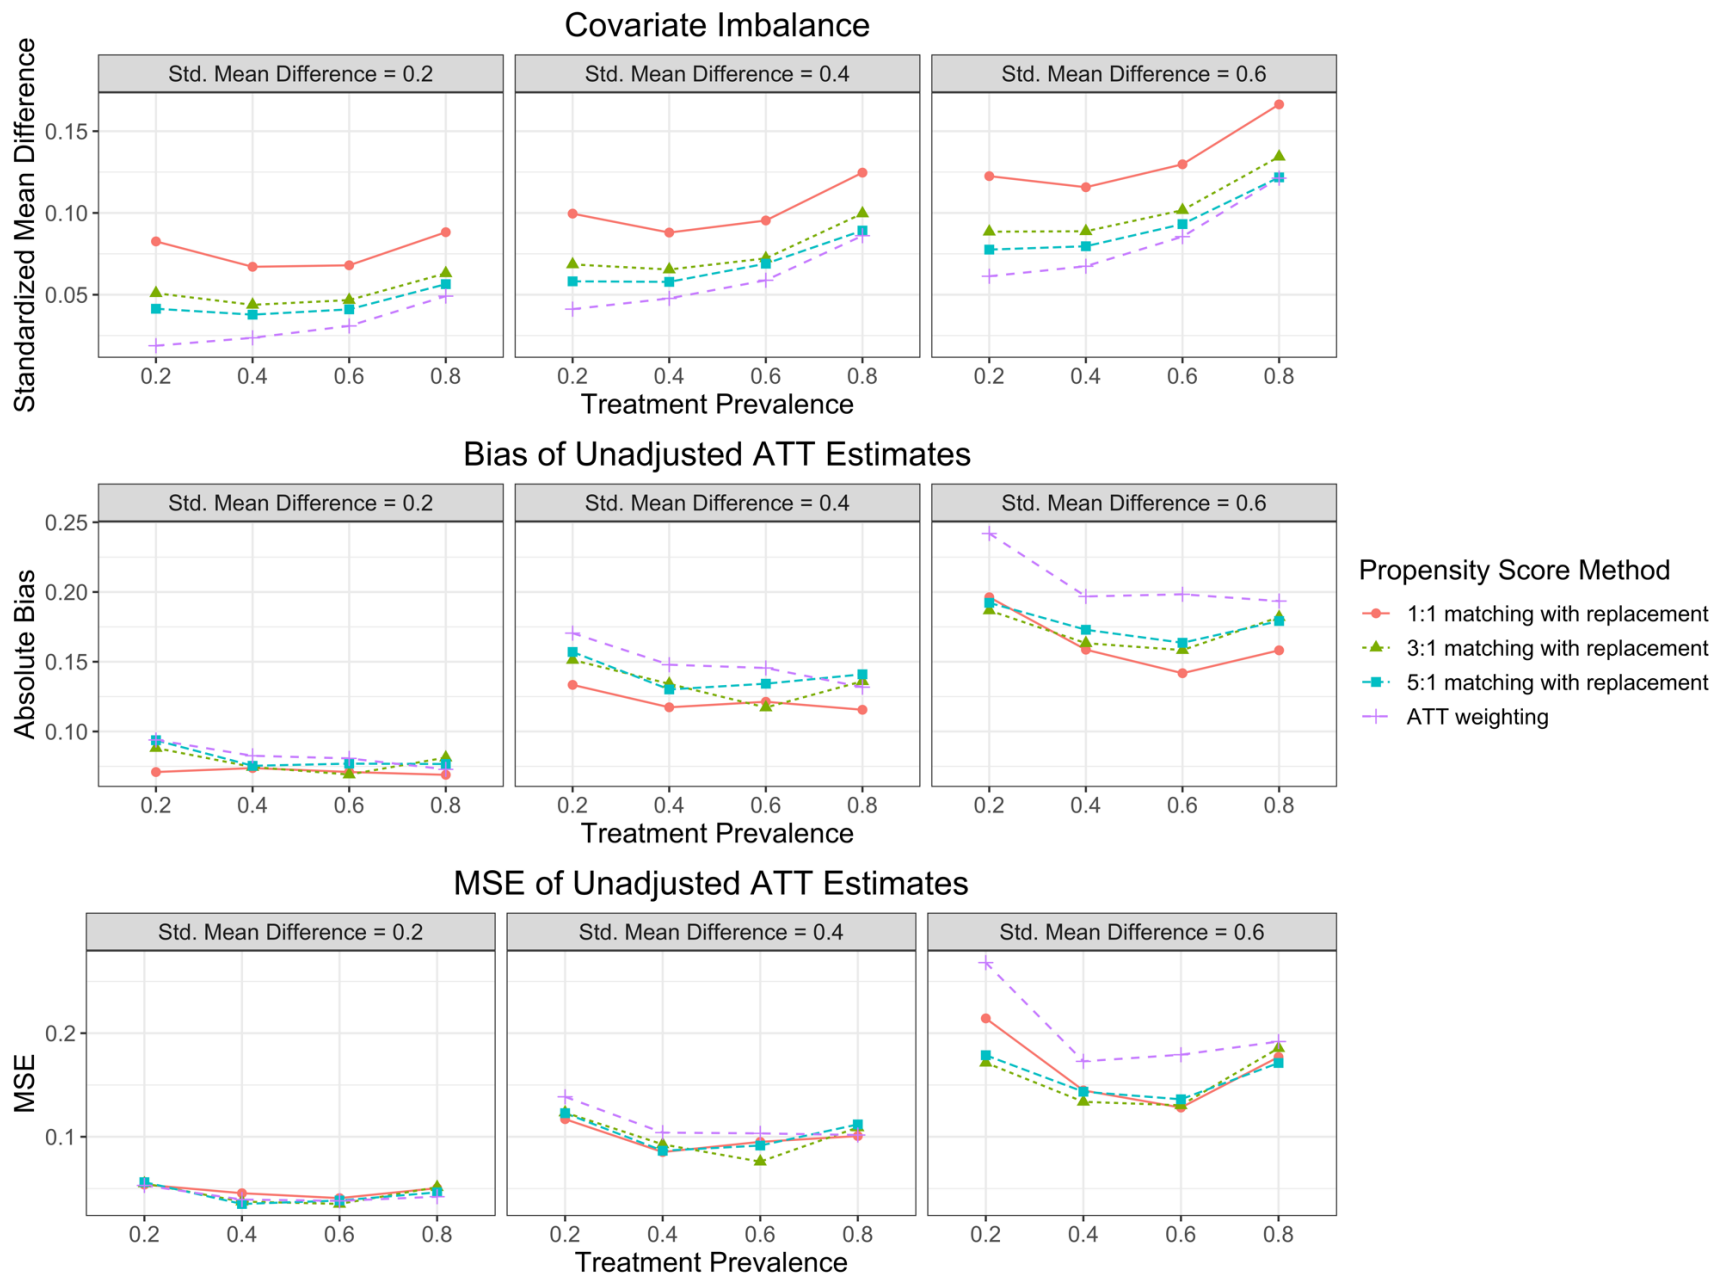 Covariate Imbalance
Standardized Mean Difference
Std. Mean Difference = 0.2
Std. Mean Difference = 0.4
Std. Mean Difference = 0.6
0.15
0.10
0.05
0.2 0.4 0.6 0.8
0.2 0.4 0.6 0.8
0.2 0.4 0.6 0.8
Treatment Prevalence
Bias of Unadjusted ATT Estimates
Absolute Bias
Std. Mean Difference = 0.2
Std. Mean Difference = 0.4
Std. Mean Difference = 0.6
0.25
0.20
0.15
0.10
0.2 0.4 0.6 0.8
0.2 0.4 0.6 0.8
0.2 0.4 0.6 0.8
Treatment Prevalence
Propensity Score Method
1:1 matching with replacement
3:1 matching with replacement
5:1 matching with replacement
ATT weighting
MSE of Unadjusted ATT Estimates
MSE
Std. Mean Difference = 0.2
Std. Mean Difference = 0.4
Std. Mean Difference = 0.6
0.2
0.1
0.2 0.4 0.6 0.8
0.2 0.4 0.6 0.8
0.2 0.4 0.6 0.8
Treatment Prevalence